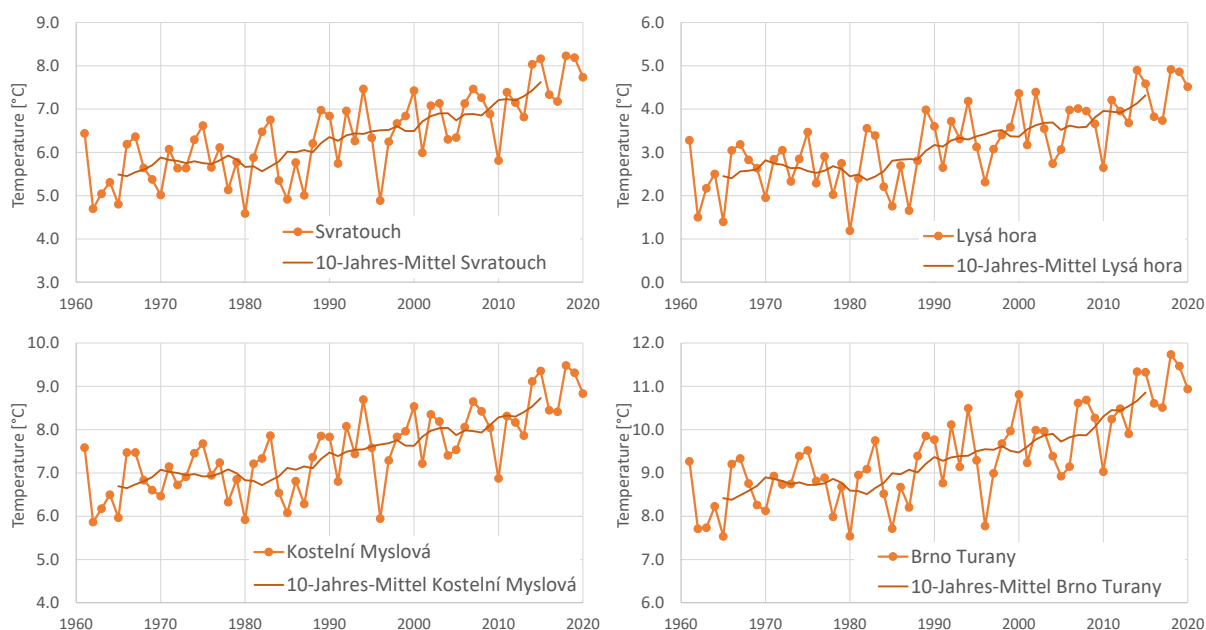 9.0
8.0
7.0
6.0
5.0
4.0
3.0
Temperature [°C]
1960 1970 1980 1990 2000 2010 2020
Svratouch
10-Jahres-Mittel Svratouch
6.0
5.0
4.0
3.0
2.0
1.0
0.0
Temperature [°C]
1960 1970 1980 1990 2000 2010 2020
Lysá hora
10-Jahres-Mittel Lysá hora
10.0
9.0
8.0
7.0
6.0
5.0
4.0
Temperature [°C]
1960 1970 1980 1990 2000 2010 2020
Kostelní Myslová
10-Jahres-Mittel Kostelní Myslová
12.0
11.0
10.0
9.0
8.0
7.0
6.0
Temperature [°C]
1960 1970 1980 1990 2000 2010 2020
Brno Turany
10-Jahres-Mittel Brno Turany